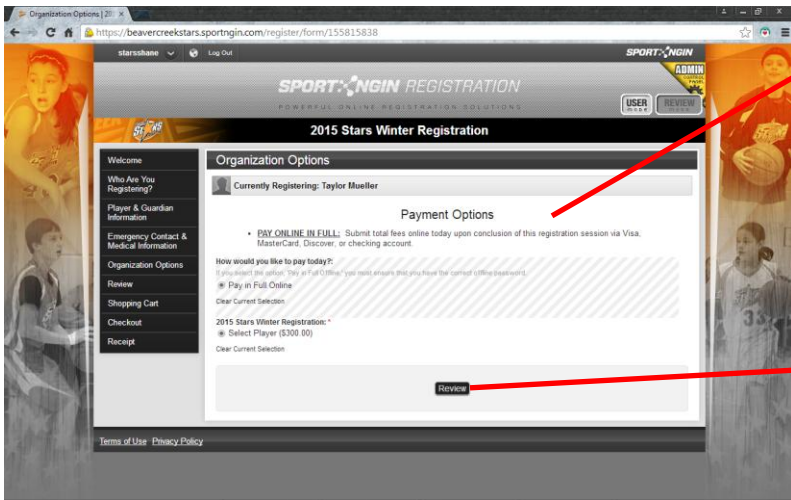 Organization Options | 20
https://beavercreekstars.sportngin.com/register/form/155815838
starsshane Log Out SPORT NGIN
ADMIN
SPORT NGIN REGISTRATION
POWERFUL ONLINE REGISTRATION SOLUTIONS
USER MODE REVIEW MODE
STARS 2015 Stars Winter Registration
Welcome
Who Are You
Registering?
Player & Guardian
Information
Emergency Contact &
Medical Information
Organization Options
Review
Shopping Cart
Checkout
Receipt
Organization Options
Currently Registering: Taylor Mueller
Payment Options
• PAY ONLINE IN FULL: Submit total fees online today upon conclusion of this registration session via Visa,
MasterCard, Discover, or checking account.
How would you like to pay today?:
If you select the option, 'Pay in Full Offline,' you must ensure that you have the correct offline password.
Pay in Full Online
Clear Current Selection
2015 Stars Winter Registration: *
Select Player ($300.00)
Clear Current Selection
Review
33
Terms of Use Privacy Policy